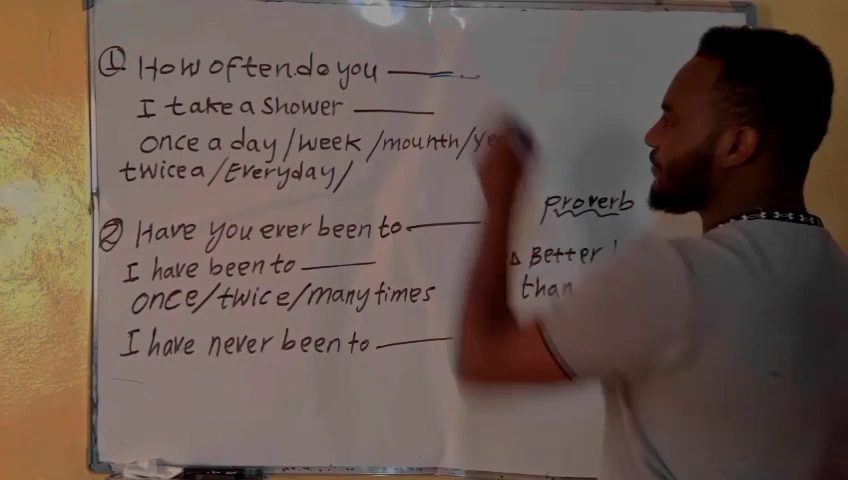 ① How often do you
I take a shower
once a day/week/mounth/ye
twice a/Everyday/
② Have you ever been to
I have been to
once/twice/many times
I have never been to
proverb
Better
than